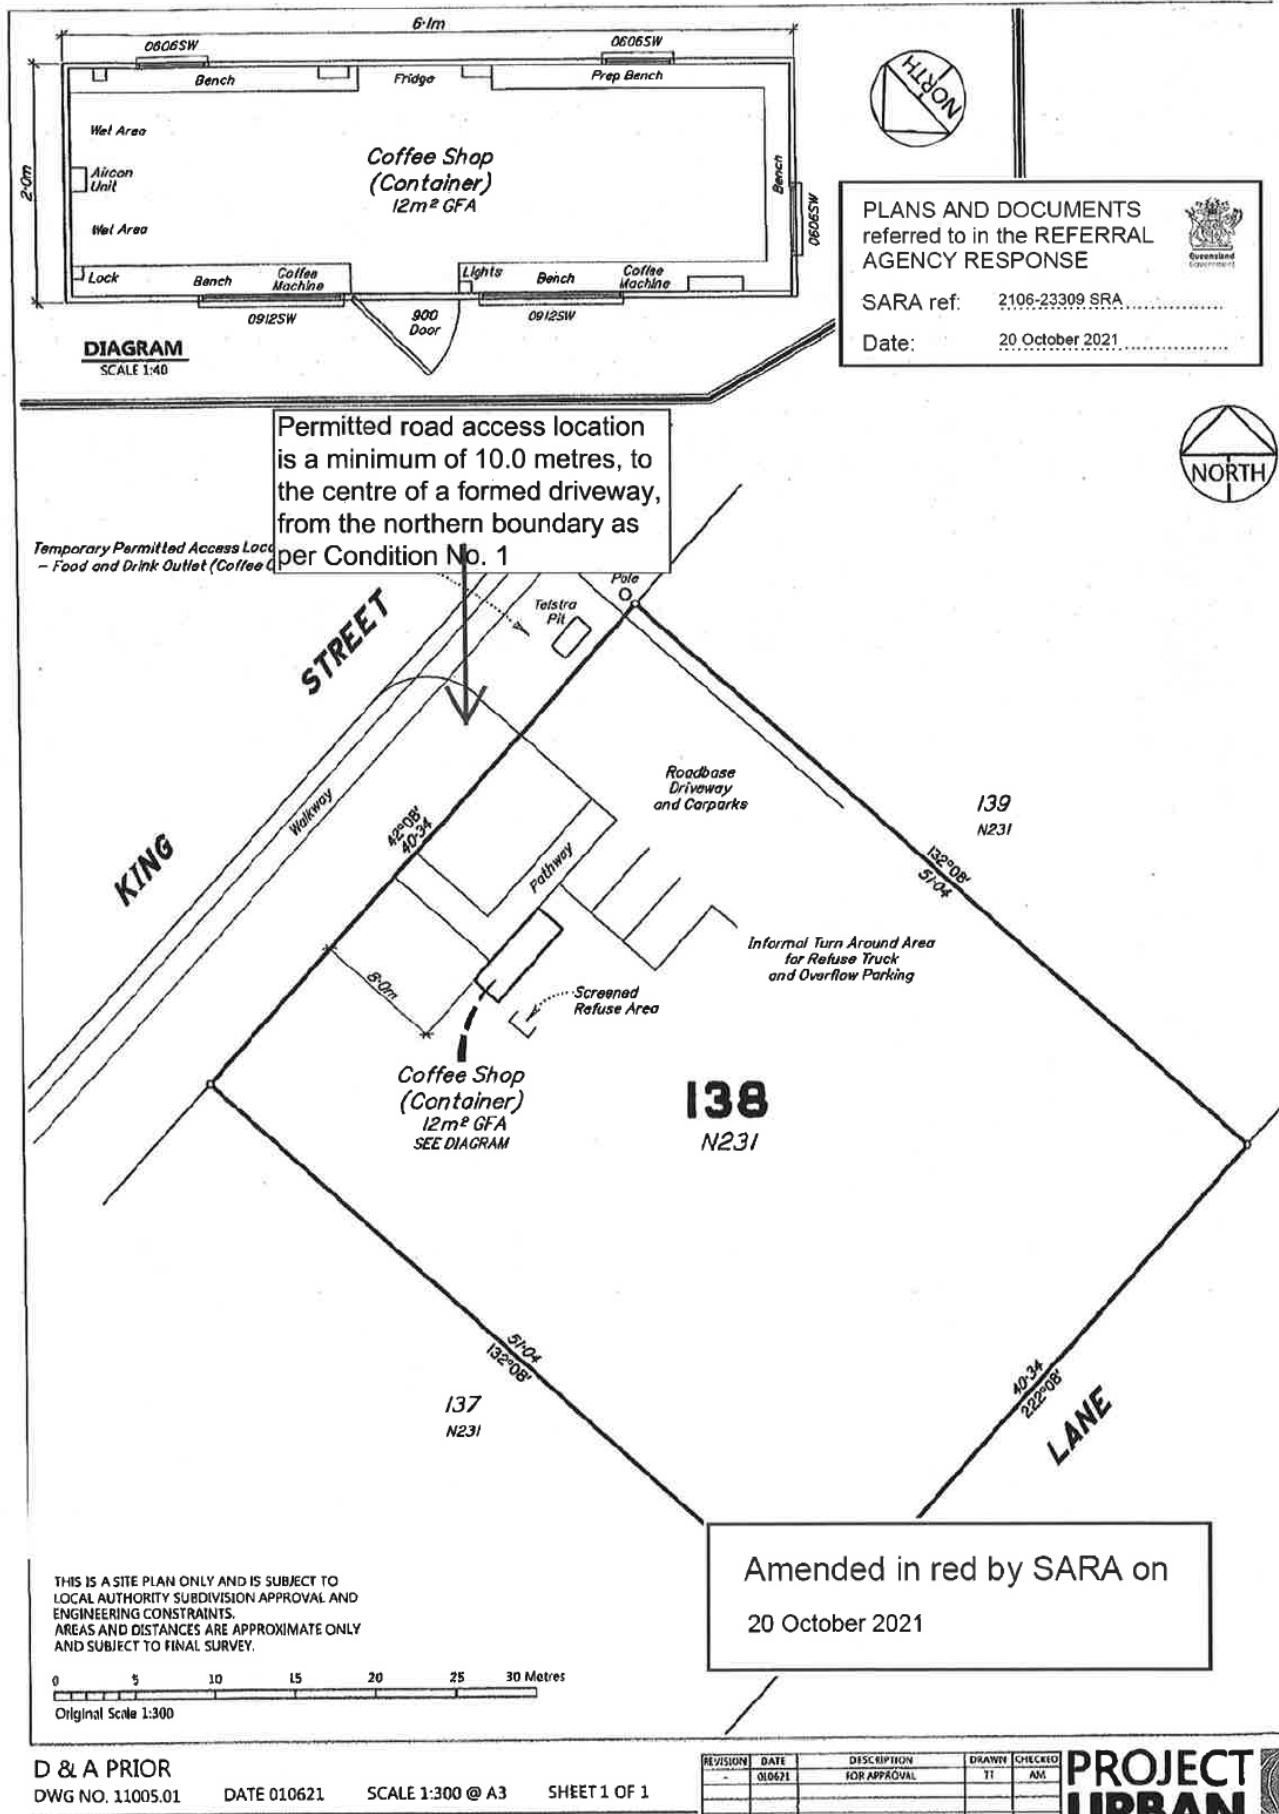 6·1m
0606SW
0606SW
Bench
Fridge
Prep Bench
Wet Area
2·0m
Aircon
Unit
Coffee Shop
(Container)
12m² GFA
Bench
0606SW
Wet Area
Lock
Bench
Coffee
Machine
Lights
Bench
Coffee
Machine
0912SW
900
Door
0912SW
DIAGRAM
SCALE 1:40
NORTH
PLANS AND DOCUMENTS
referred to in the REFERRAL
AGENCY RESPONSE
Queensland
Government
SARA ref: 2106-23309 SRA
Date: 20 October 2021
NORTH
Permitted road access location
is a minimum of 10.0 metres, to
the centre of a formed driveway,
from the northern boundary as
per Condition No. 1
Temporary Permitted Access
– Food and Drink Outlet (Coffee
Pole
Telstra
Pit
KING STREET
Walkway
42°08'
40·34
Roadbase
Driveway
and Carparks
139
N231
132°08'
51·04
Pathway
Informal Turn Around Area
for Refuse Truck
and Overflow Parking
8·0m
Screened
Refuse Area
Coffee Shop
(Container)
12m² GFA
SEE DIAGRAM
138
N231
51·04
132°08'
137
N231
40·34
222°08'
LANE
Amended in red by SARA on
20 October 2021
THIS IS A SITE PLAN ONLY AND IS SUBJECT TO
LOCAL AUTHORITY SUBDIVISION APPROVAL AND
ENGINEERING CONSTRAINTS.
AREAS AND DISTANCES ARE APPROXIMATE ONLY
AND SUBJECT TO FINAL SURVEY.
0 5 10 15 20 25 30 Metres
Original Scale 1:300
D & A PRIOR
DWG NO. 11005.01 DATE 010621 SCALE 1:300 @ A3 SHEET 1 OF 1
REVISION DATE DESCRIPTION DRAWN CHECKED
- 010621 FOR APPROVAL TT AM
PROJECT
URBAN